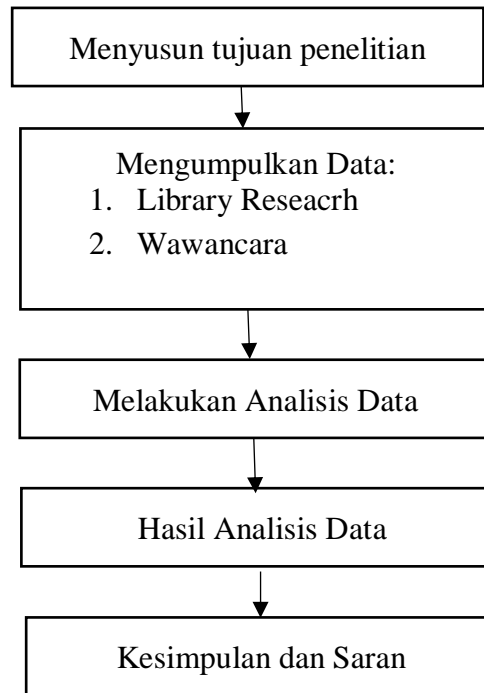 Menyusun tujuan penelitian
Mengumpulkan Data:
1. Library Reseacrh
2. Wawancara
Melakukan Analisis Data
Hasil Analisis Data
Kesimpulan dan Saran